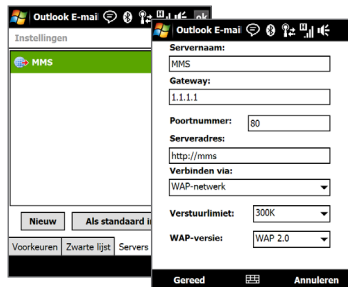 Outlook E-mai
ok
Instellingen
MMS
Nieuw
Als standaard i
Voorkeuren
Zwarte lijst
Servers
Outlook E-mai
Servernaam:
MMS
Gateway:
1.1.1.1
Poortnummer: 80
Serveradres:
http://mms
Verbinden via:
WAP-netwerk
Verstuurlimiet: 300K
WAP-versie: WAP 2.0
Gereed
Annuleren